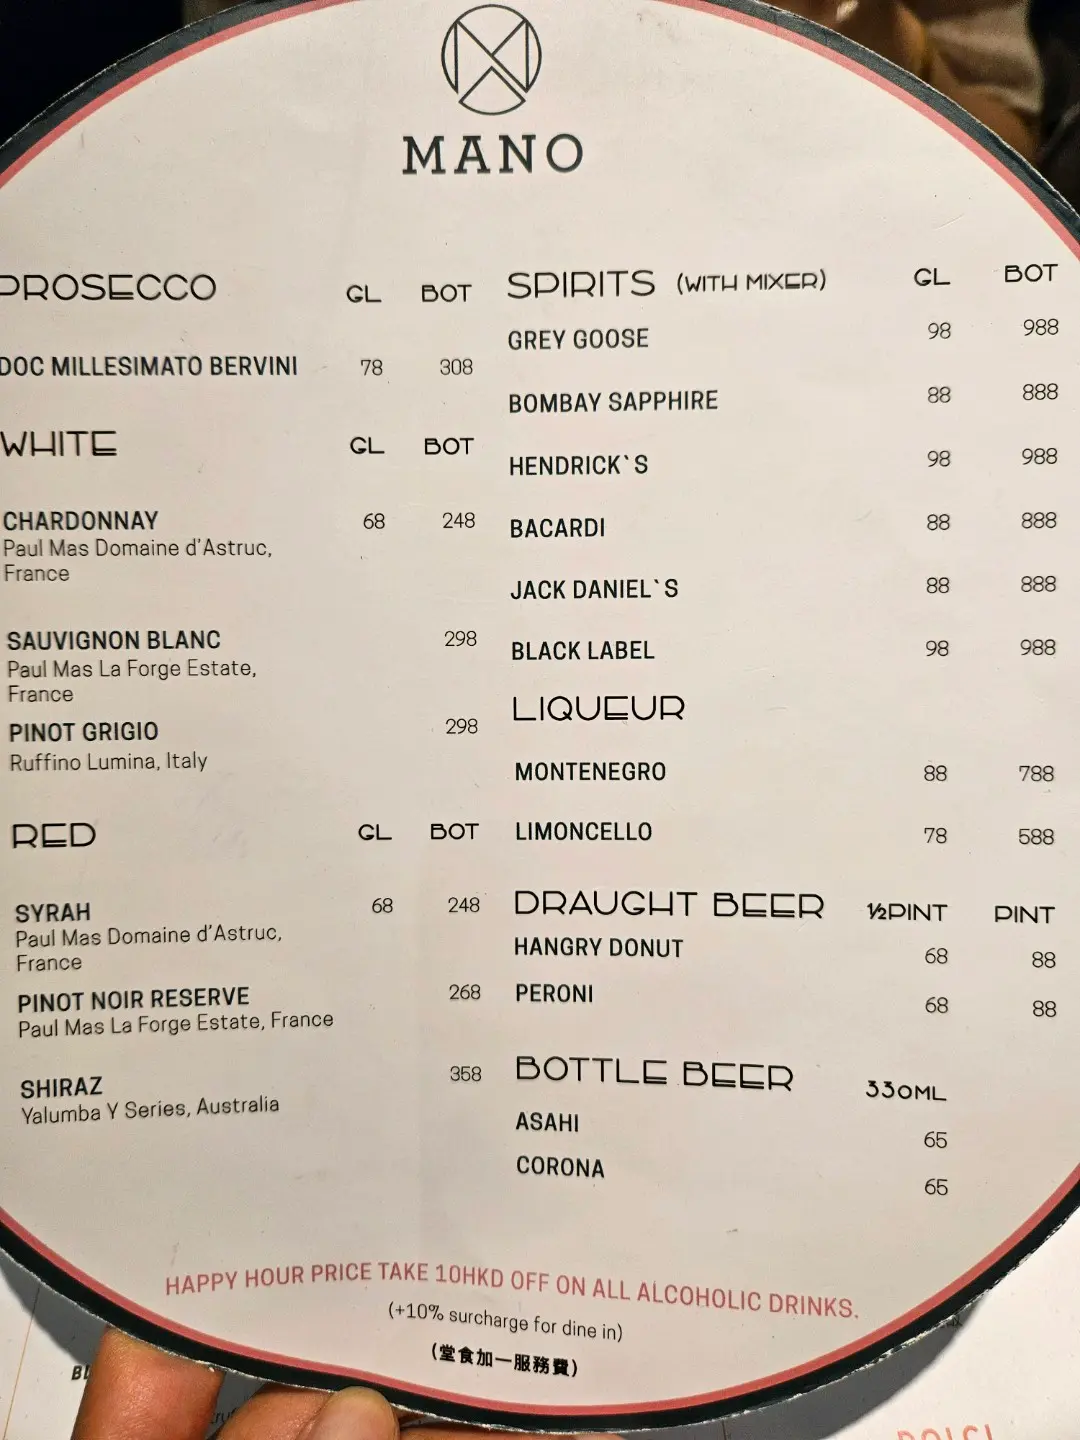 MANO
PROSECCO GL BOT
DOC MILLESIMATO BERVINI 78 308
WHITE GL BOT
CHARDONNAY 68 248
Paul Mas Domaine d'Astruc,
France
SAUVIGNON BLANC 298
Paul Mas La Forge Estate,
France
PINOT GRIGIO 298
Ruffino Lumina, Italy
RED GL BOT
SYRAH 68 248
Paul Mas Domaine d'Astruc,
France
PINOT NOIR RESERVE 268
Paul Mas La Forge Estate, France
SHIRAZ 358
Yalumba Y Series, Australia
SPIRITS (WITH MIXER) GL BOT
GREY GOOSE 98 988
BOMBAY SAPPHIRE 88 888
HENDRICK`S 98 988
BACARDI 88 888
JACK DANIEL`S 88 888
BLACK LABEL 98 988
LIQUEUR
MONTENEGRO 88 788
LIMONCELLO 78 588
DRAUGHT BEER ½PINT PINT
HANGRY DONUT 68 88
PERONI 68 88
BOTTLE BEER 330ML
ASAHI 65
CORONA 65
HAPPY HOUR PRICE TAKE 10HKD OFF ON ALL ALCOHOLIC DRINKS.
(+10% surcharge for dine in)
(堂食加一服務費)
DOLCI